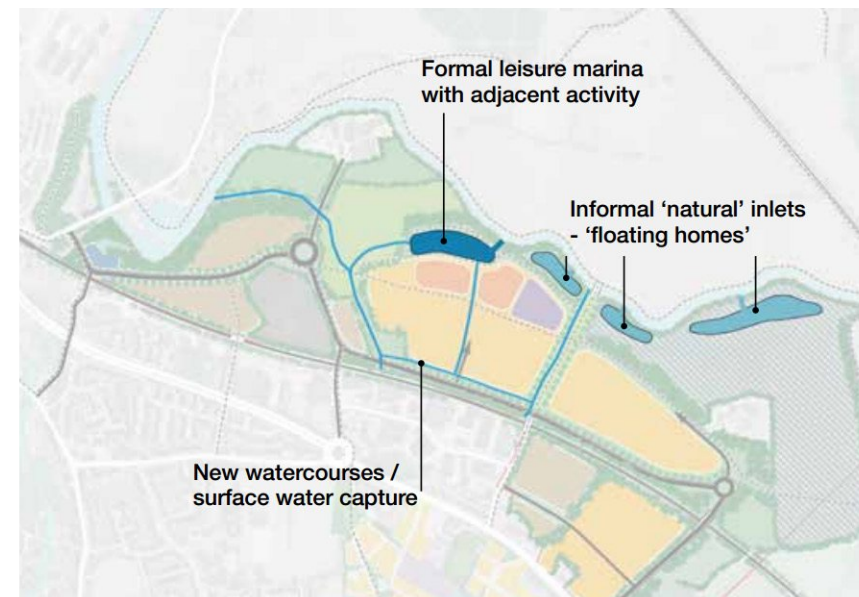 Formal leisure marina
with adjacent activity
Informal ‘natural’ inlets
- ‘floating homes’
New watercourses /
surface water capture